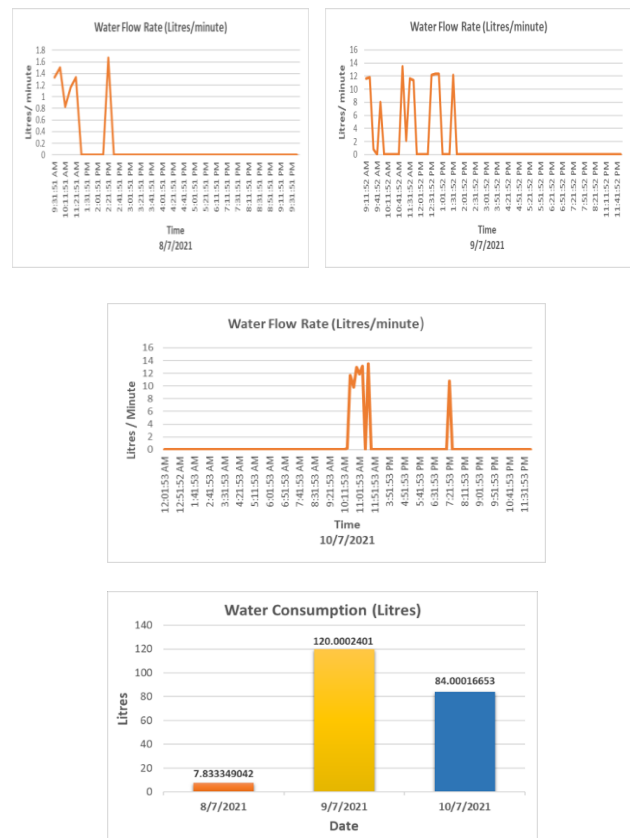 Water Flow Rate (Litres/minute)
1.8
1.6
1.4
1.2
1
0.8
0.6
0.4
0.2
0
Litres/ minute
9:31:51 AM
10:11:51 AM
11:21:51 AM
1:31:51 PM
2:01:51 PM
2:21:51 PM
2:41:51 PM
3:01:51 PM
3:21:51 PM
3:41:51 PM
4:01:51 PM
4:21:51 PM
4:41:51 PM
5:01:51 PM
5:21:51 PM
6:11:51 PM
7:11:51 PM
7:31:51 PM
8:11:51 PM
8:31:51 PM
8:51:51 PM
9:11:51 PM
9:31:51 PM
Time
8/7/2021
Water Flow Rate (Litres/minute)
16
14
12
10
8
6
4
2
0
Litres/ minute
9:11:52 AM
9:41:52 AM
10:41:52 AM
11:31:52 AM
12:01:52 PM
12:31:52 PM
1:01:52 PM
1:31:52 PM
2:01:52 PM
2:31:52 PM
3:01:52 PM
3:51:52 PM
4:21:52 PM
4:51:52 PM
5:21:52 PM
5:51:52 PM
6:21:52 PM
6:51:52 PM
7:21:52 PM
7:51:52 PM
8:21:52 PM
11:11:52 PM
11:41:52 PM
Time
9/7/2021
Water Flow Rate (Litres/minute)
16
14
12
10
8
6
4
2
0
Litres / Minute
12:01:53 AM
12:51:52 AM
1:41:53 AM
2:41:53 AM
3:31:53 AM
4:21:53 AM
5:11:53 AM
6:01:53 AM
6:51:53 AM
7:41:53 AM
8:31:53 AM
9:21:53 AM
10:11:53 AM
11:01:53 AM
11:51:53 AM
3:51:53 PM
4:51:53 PM
5:41:53 PM
6:31:53 PM
7:21:53 PM
8:11:53 PM
9:01:53 PM
9:51:53 PM
10:41:53 PM
11:31:53 PM
Time
10/7/2021
Water Consumption (Litres)
140
120
100
80
60
40
20
0
Litres
7.833349042
120.0002401
84.00016653
8/7/2021
9/7/2021
10/7/2021
Date